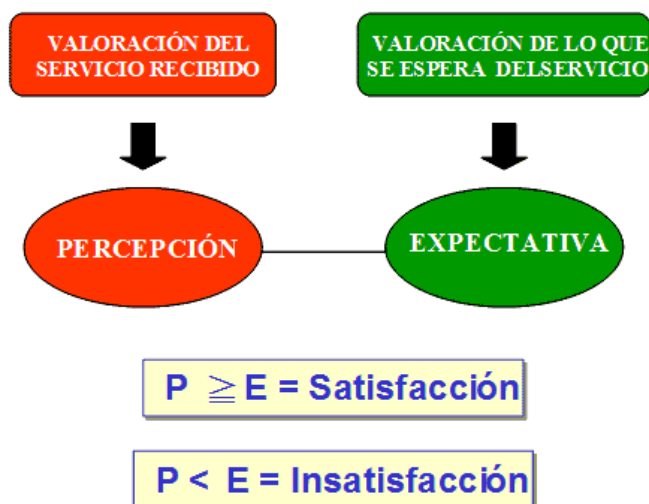 VALORACIÓN DEL
SERVICIO RECIBIDO
VALORACIÓN DE LO QUE
SE ESPERA DELSERVICIO
PERCEPCIÓN
EXPECTATIVA
P ≧ E = Satisfacción
P < E = Insatisfacción